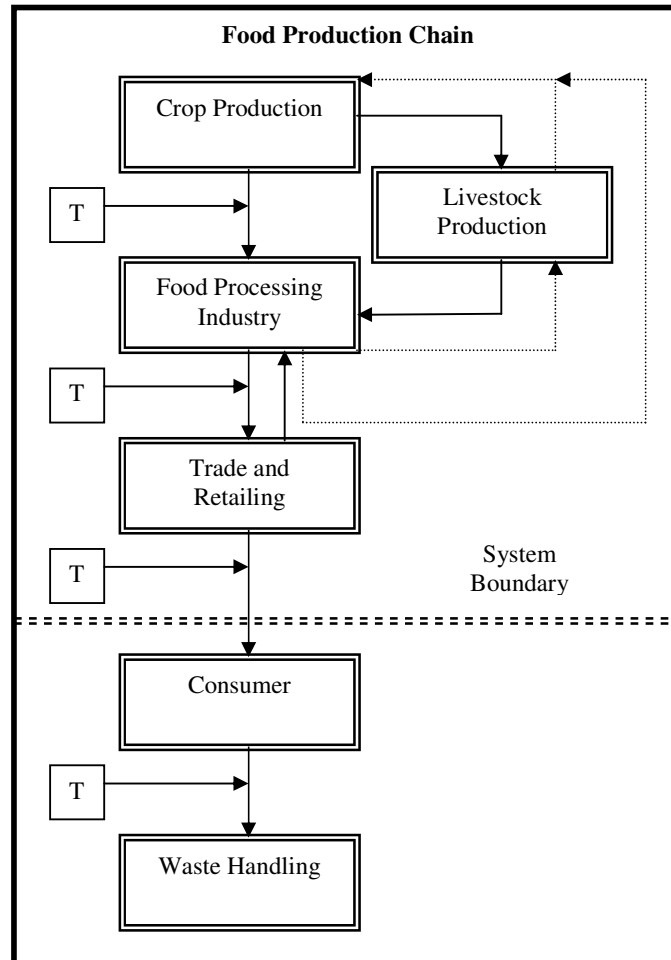 Food Production Chain
Crop Production
Livestock
Production
T
Food Processing
Industry
T
Trade and
Retailing
T
System
Boundary
Consumer
T
Waste Handling